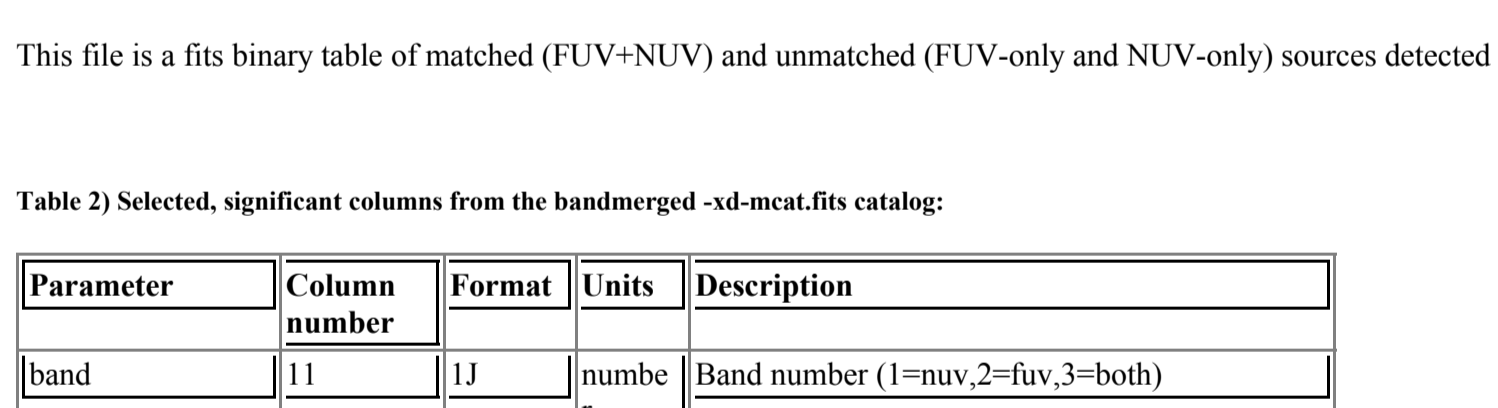 This file is a fits binary table of matched (FUV+NUV) and unmatched (FUV-only and NUV-only) sources detected
Table 2) Selected, significant columns from the bandmerged -xd-mcat.fits catalog:
Parameter Column number Format Units Description
band 11 1J numbe Band number (1=nuv,2=fuv,3=both)